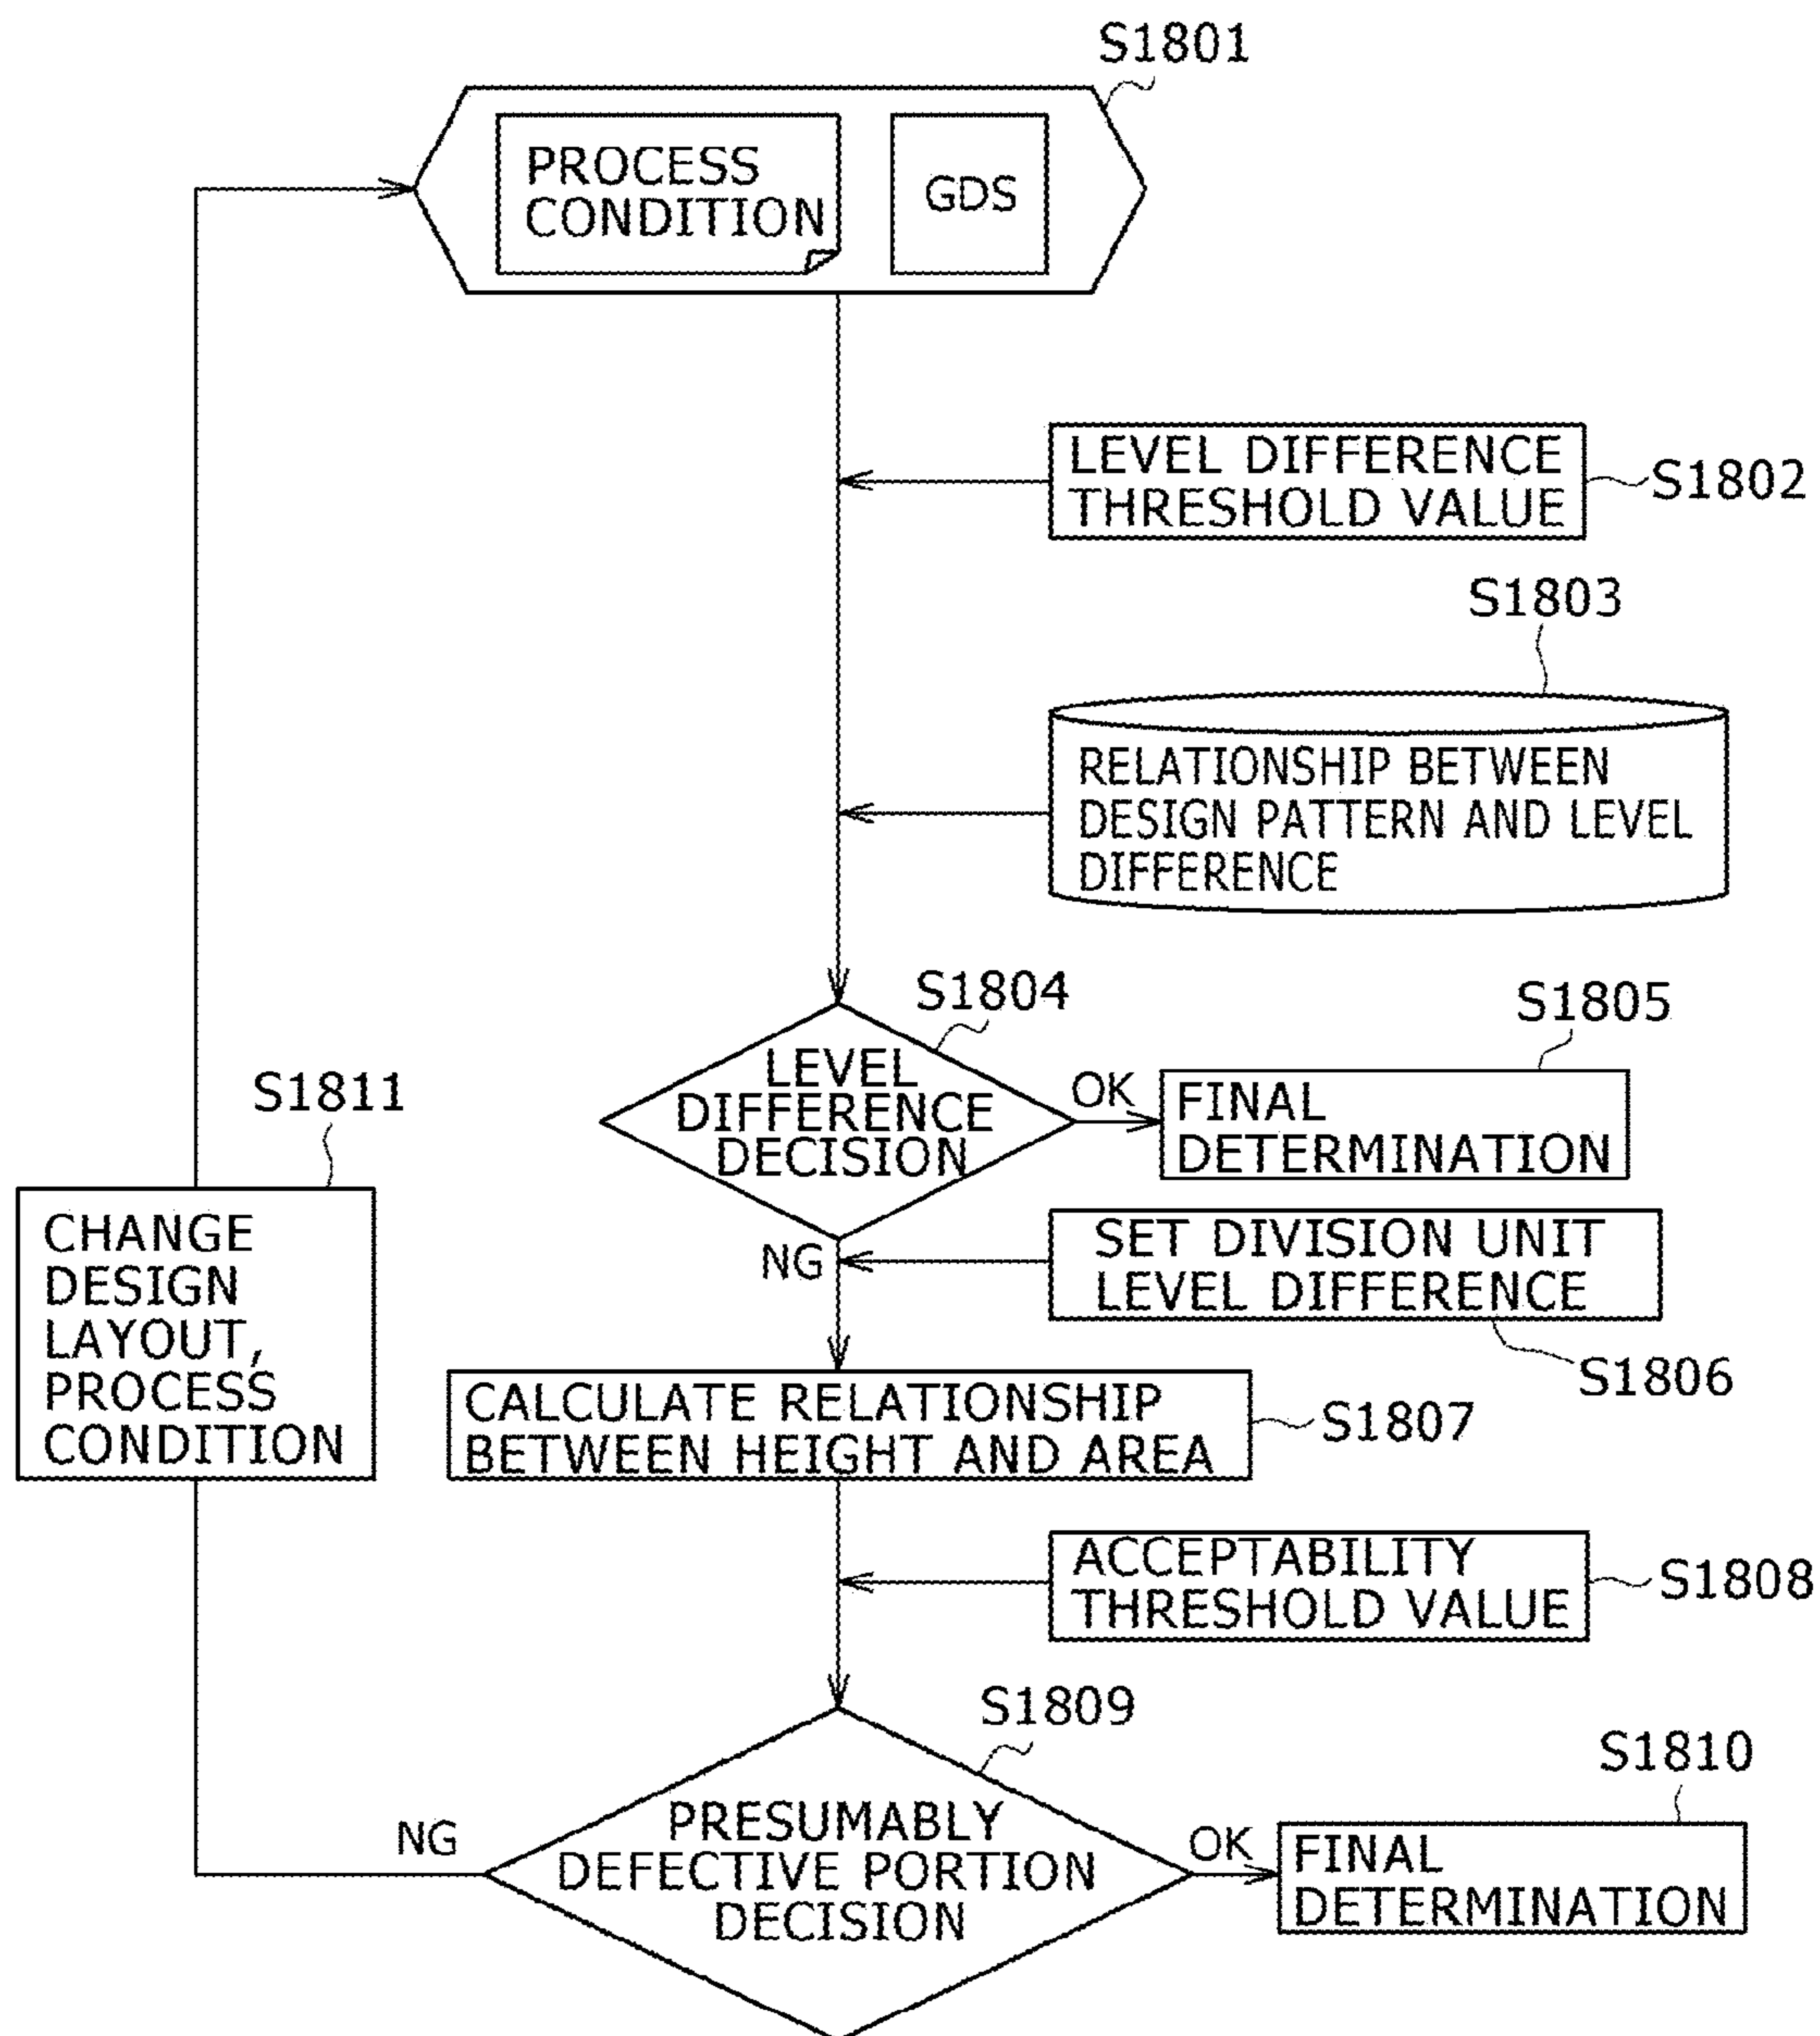 S1801
PROCESS
CONDITION
GDS
LEVEL DIFFERENCE
THRESHOLD VALUE
S1802
S1803
RELATIONSHIP BETWEEN
DESIGN PATTERN AND LEVEL
DIFFERENCE
S1804
LEVEL
DIFFERENCE
DECISION
OK
S1805
FINAL
DETERMINATION
NG
SET DIVISION UNIT
LEVEL DIFFERENCE
S1806
S1811
CHANGE
DESIGN
LAYOUT,
PROCESS
CONDITION
CALCULATE RELATIONSHIP
BETWEEN HEIGHT AND AREA
S1807
ACCEPTABILITY
THRESHOLD VALUE
S1808
S1809
PRESUMABLY
DEFECTIVE PORTION
DECISION
NG
OK
S1810
FINAL
DETERMINATION